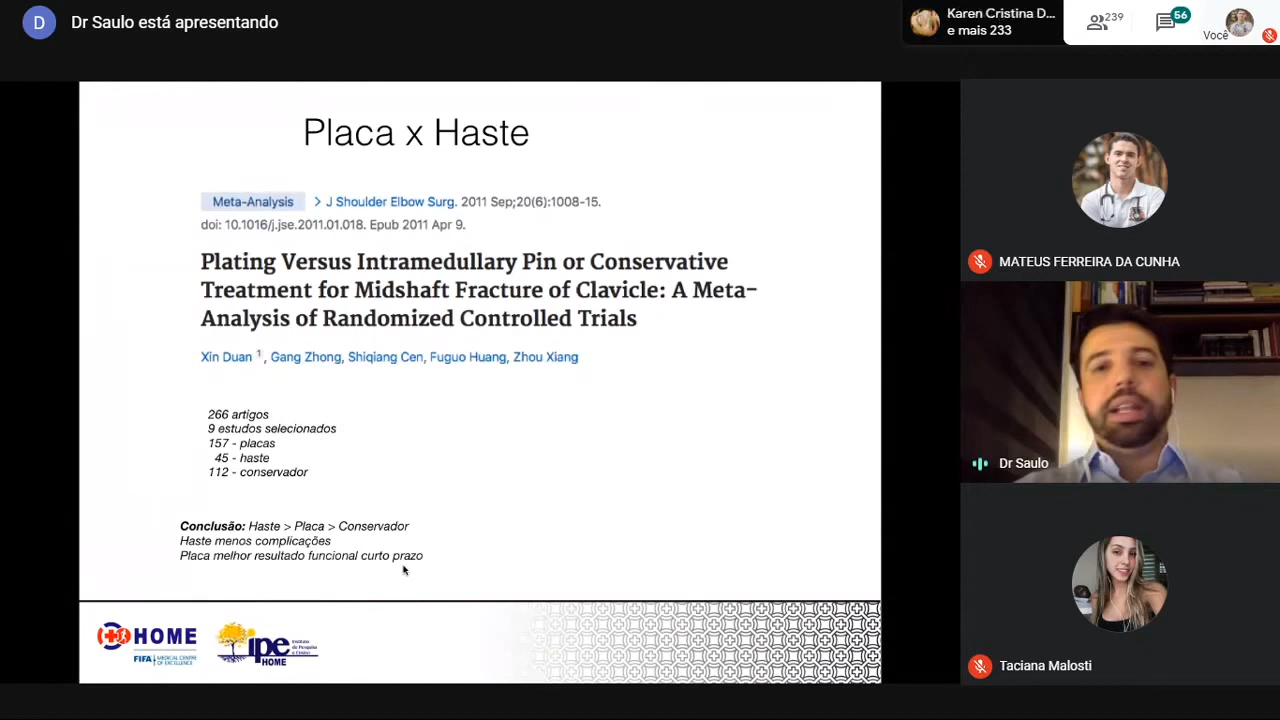 D
Dr Saulo está apresentando
Karen Cristina D...
e mais 233
239
56
Você
Placa x Haste
Meta-Analysis > J Shoulder Elbow Surg. 2011 Sep;20(6):1008-15.
doi: 10.1016/j.jse.2011.01.018. Epub 2011 Apr 9.
Plating Versus Intramedullary Pin or Conservative
Treatment for Midshaft Fracture of Clavicle: A Meta-
Analysis of Randomized Controlled Trials
Xin Duan 1, Gang Zhong, Shiqiang Cen, Fuguo Huang, Zhou Xiang
266 artigos
9 estudos selecionados
157 - placas
45 - haste
112 - conservador
Conclusão: Haste > Placa > Conservador
Haste menos complicações
Placa melhor resultado funcional curto prazo
HOME
FIFA MEDICAL CENTRE
OF EXCELLENCE
ipe
HOME
Instituto
de Pesquisa
e Ensino
MATEUS FERREIRA DA CUNHA
Dr Saulo
Taciana Malosti